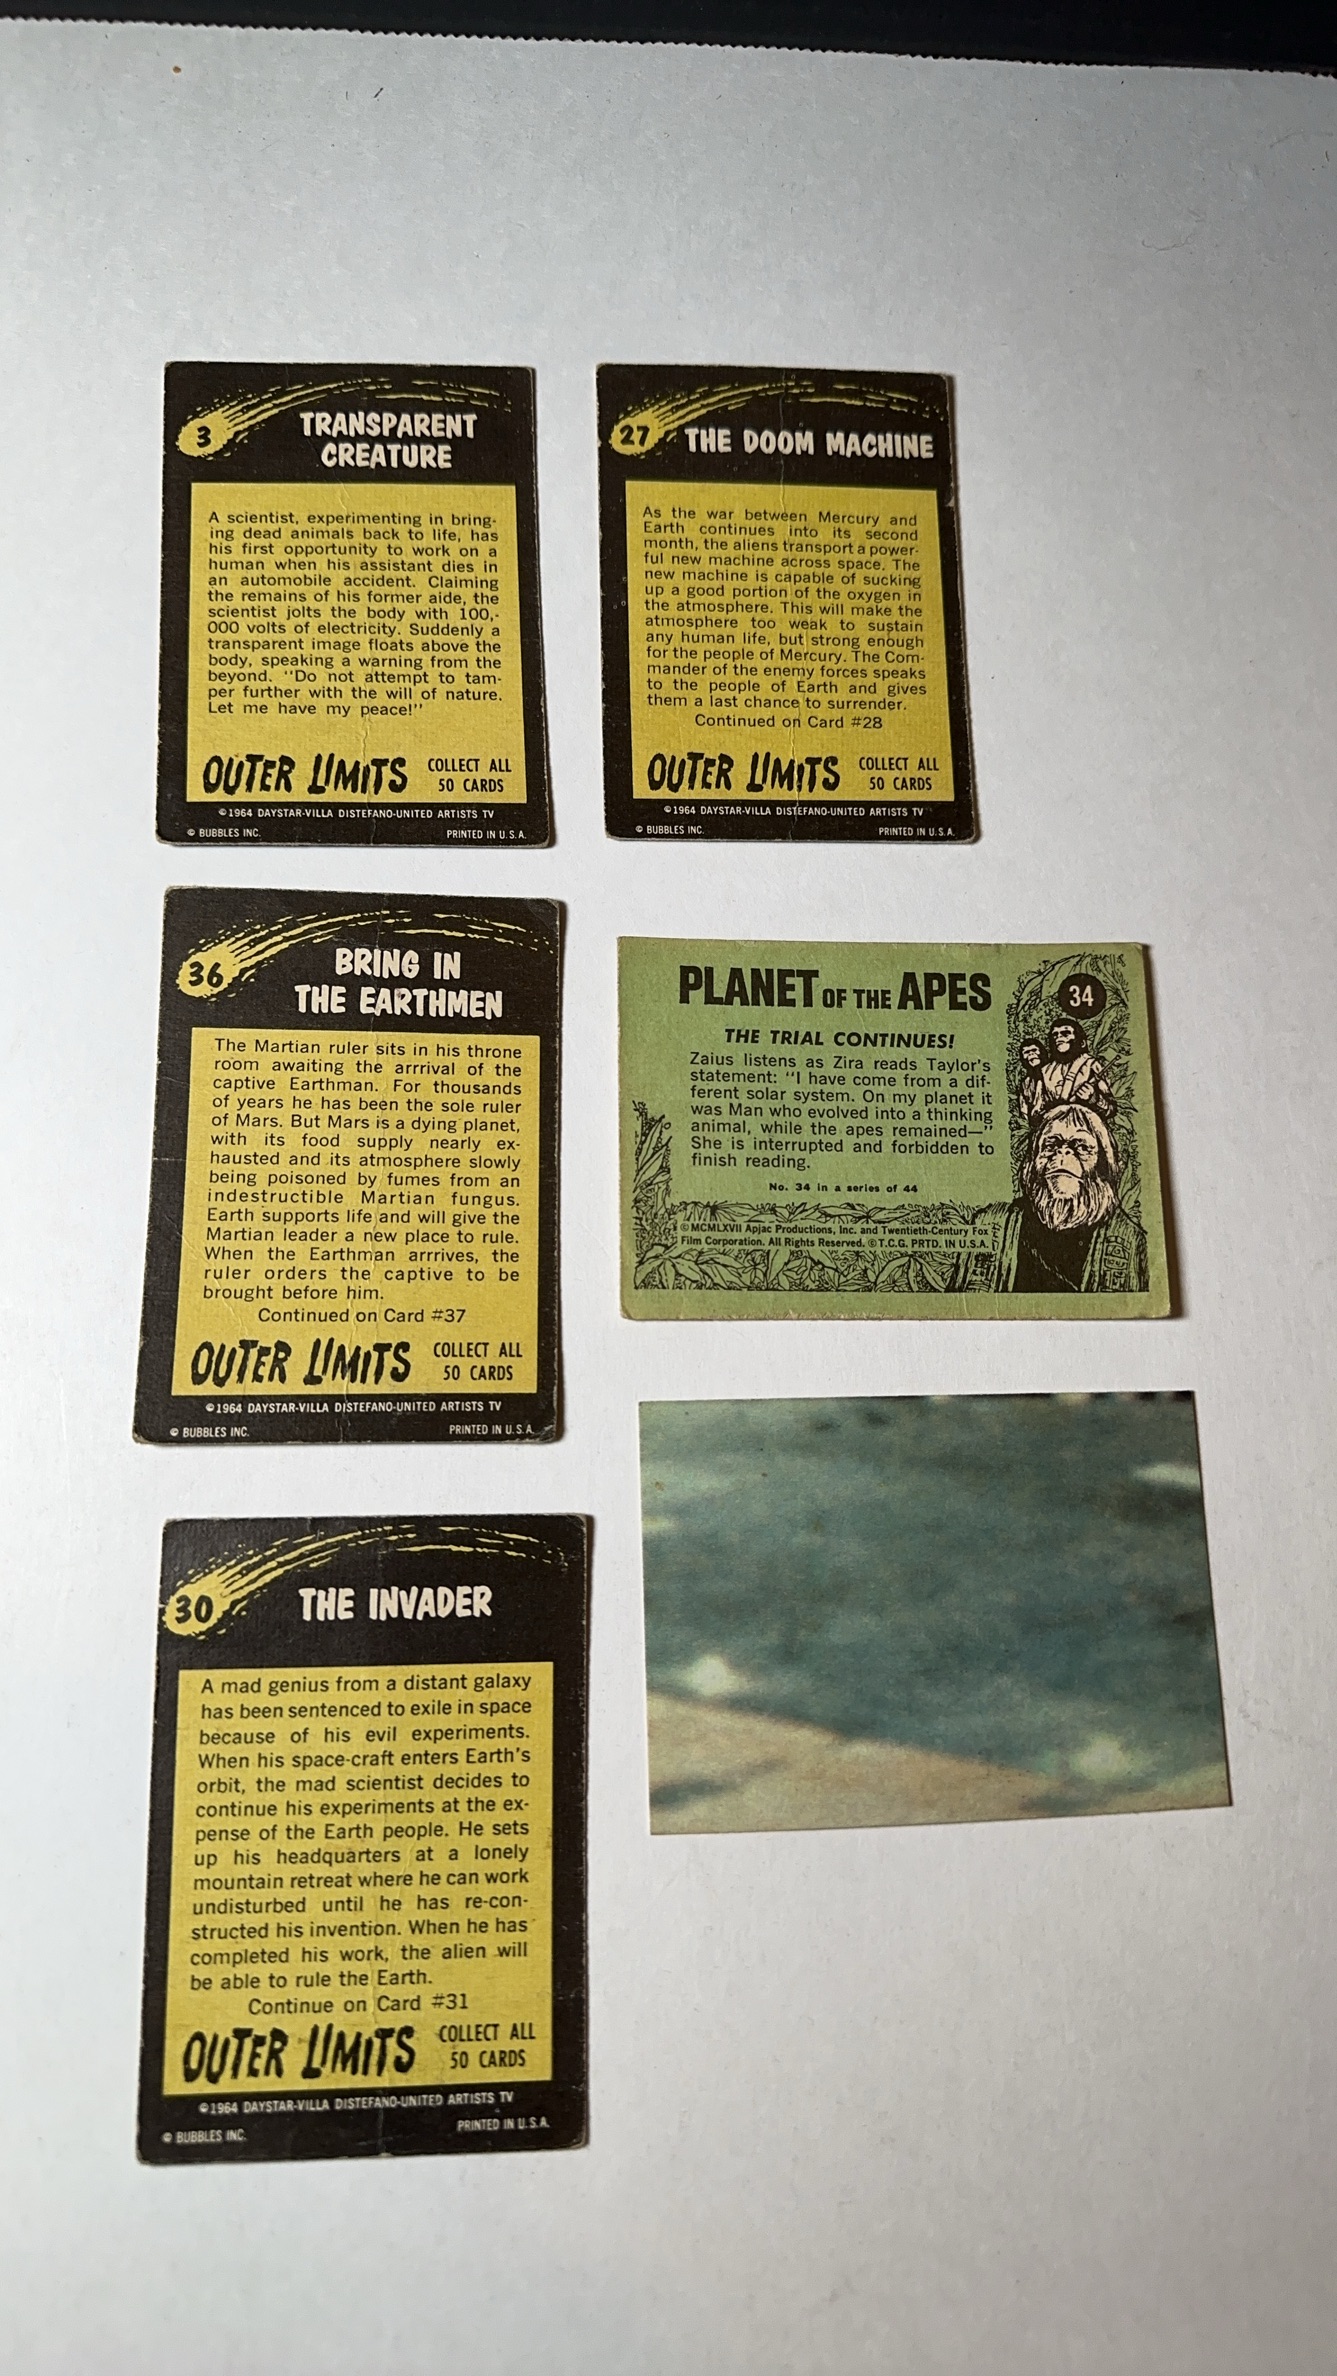 3
TRANSPARENT
CREATURE
A scientist, experimenting in bring-
ing dead animals back to life, has
his first opportunity to work on a
human when his assistant dies in
an automobile accident. Claiming
the remains of his former aide, the
scientist jolts the body with 100,-
000 volts of electricity. Suddenly a
transparent image floats above the
body, speaking a warning from the
beyond. "Do not attempt to tam-
per further with the will of nature.
Let me have my peace!"
OUTER LIMITS
COLLECT ALL
50 CARDS
©1964 DAYSTAR-VILLA DISTEFANO-UNITED ARTISTS TV
© BUBBLES INC. PRINTED IN U.S.A.
27
THE DOOM MACHINE
As the war between Mercury and
Earth continues into its second
month, the aliens transport a power-
ful new machine across space. The
new machine is capable of sucking
up a good portion of the oxygen in
the atmosphere. This will make the
atmosphere too weak to sustain
any human life, but strong enough
for the people of Mercury. The Com-
mander of the enemy forces speaks
to the people of Earth and gives
them a last chance to surrender.
Continued on Card #28
OUTER LIMITS
COLLECT ALL
50 CARDS
©1964 DAYSTAR-VILLA DISTEFANO-UNITED ARTISTS TV
© BUBBLES INC. PRINTED IN U.S.A.
36
BRING IN
THE EARTHMEN
The Martian ruler sits in his throne
room awaiting the arrrival of the
captive Earthman. For thousands
of years he has been the sole ruler
of Mars. But Mars is a dying planet,
with its food supply nearly ex-
hausted and its atmosphere slowly
being poisoned by fumes from an
indestructible Martian fungus.
Earth supports life and will give the
Martian leader a new place to rule.
When the Earthman arrrives, the
ruler orders the captive to be
brought before him.
Continued on Card #37
OUTER LIMITS
COLLECT ALL
50 CARDS
©1964 DAYSTAR-VILLA DISTEFANO-UNITED ARTISTS TV
© BUBBLES INC. PRINTED IN U.S.A.
PLANET OF THE APES
34
THE TRIAL CONTINUES!
Zaius listens as Zira reads Taylor's
statement: "I have come from a dif-
ferent solar system. On my planet it
was Man who evolved into a thinking
animal, while the apes remained—"
She is interrupted and forbidden to
finish reading.
No. 34 in a series of 44
© MCMLXVII Apjac Productions, Inc. and Twentieth-Century Fox
Film Corporation. All Rights Reserved. © T.C.G. PRTD. IN U.S.A.
30
THE INVADER
A mad genius from a distant galaxy
has been sentenced to exile in space
because of his evil experiments.
When his space-craft enters Earth's
orbit, the mad scientist decides to
continue his experiments at the ex-
pense of the Earth people. He sets
up his headquarters at a lonely
mountain retreat where he can work
undisturbed until he has re-con-
structed his invention. When he has
completed his work, the alien will
be able to rule the Earth.
Continue on Card #31
OUTER LIMITS
COLLECT ALL
50 CARDS
©1964 DAYSTAR-VILLA DISTEFANO-UNITED ARTISTS TV
© BUBBLES INC. PRINTED IN U.S.A.